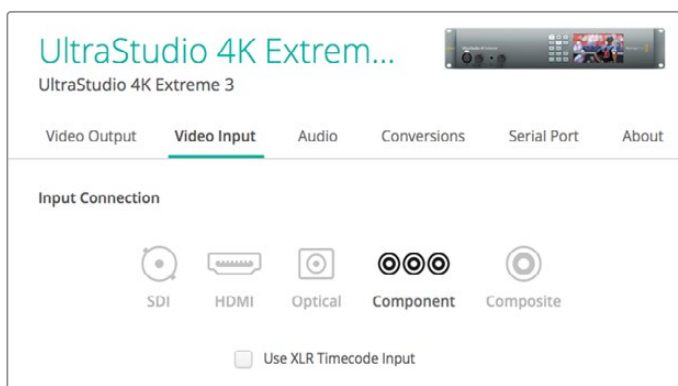 UltraStudio 4K Extrem...
UltraStudio 4K Extreme 3
Video Output Video Input Audio Conversions Serial Port About
Input Connection
SDI HDMI Optical Component Composite
Use XLR Timecode Input